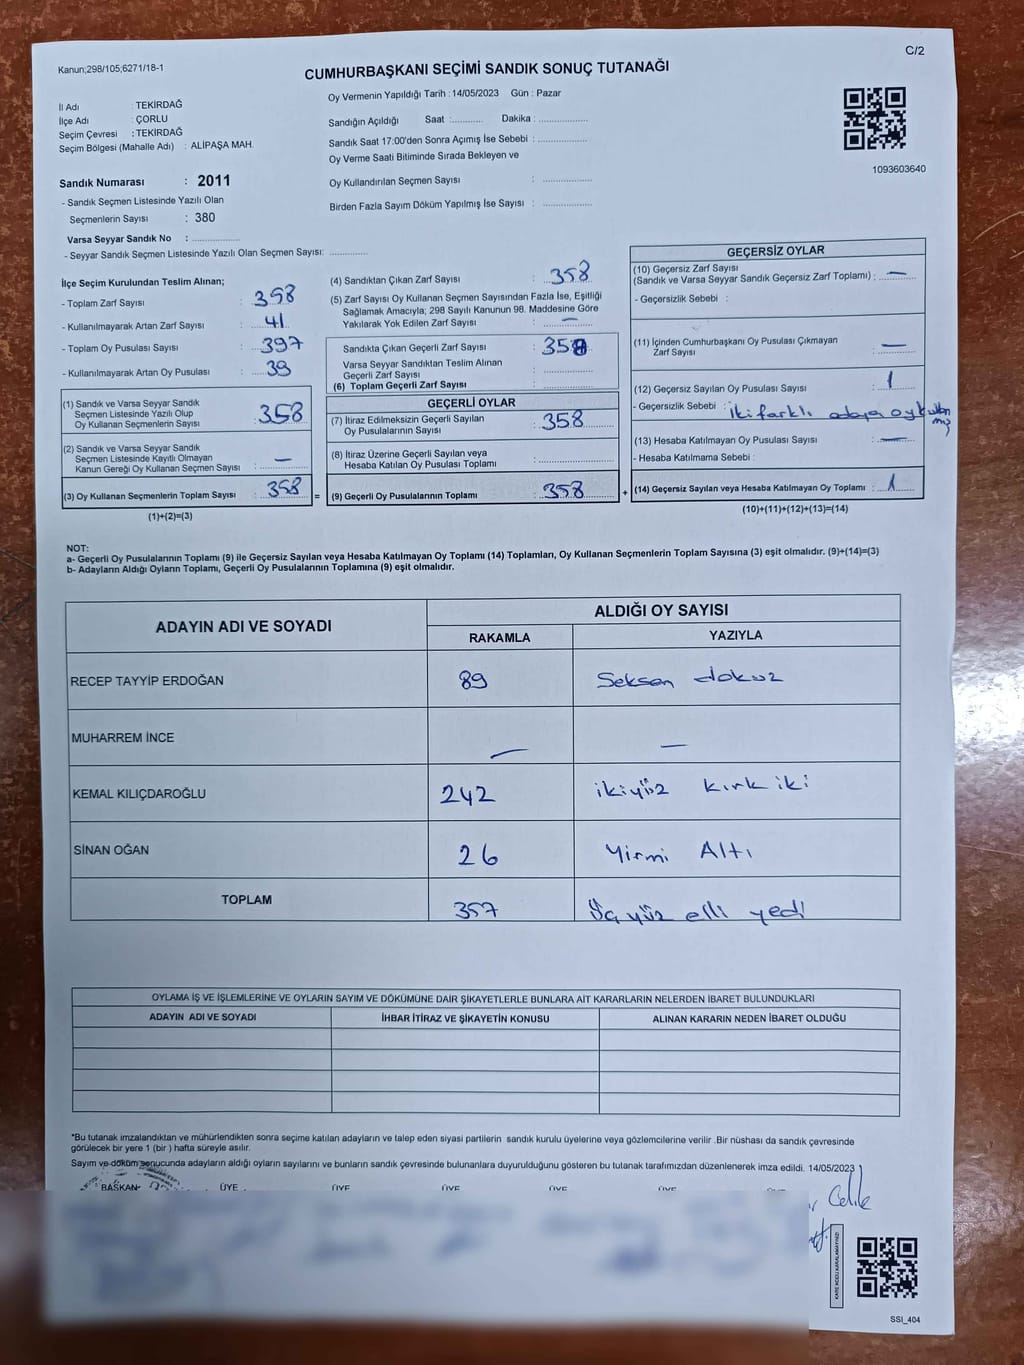 C/2
Kanun;298/105;6271/18-1
CUMHURBAŞKANI SEÇİMİ SANDIK SONUÇ TUTANAĞI
Oy Vermenin Yapıldığı Tarih : 14/05/2023 Gün : Pazar
İl Adı : TEKİRDAĞ
İlçe Adı : ÇORLU
Seçim Çevresi : TEKİRDAĞ
Seçim Bölgesi (Mahalle Adı) : ALİPAŞA MAH.
Sandığın Açıldığı Saat :........... Dakika : ................
Sandık Saat 17:00'den Sonra Açımış İse Sebebi : ................
Oy Verme Saati Bitiminde Sırada Bekleyen ve
Oy Kullandırılan Seçmen Sayısı : ................
Birden Fazla Sayım Döküm Yapılmış İse Sayısı : ................
1093603640
Sandık Numarası : 2011
- Sandık Seçmen Listesinde Yazılı Olan
Seçmenlerin Sayısı : 380
Varsa Seyyar Sandık No : ................
- Seyyar Sandık Seçmen Listesinde Yazılı Olan Seçmen Sayısı: ............
İlçe Seçim Kurulundan Teslim Alınan;
- Toplam Zarf Sayısı : 398
- Kullanılmayarak Artan Zarf Sayısı : 41
- Toplam Oy Pusulası Sayısı : 397
- Kullanılmayarak Artan Oy Pusulası : 39
(1) Sandık ve Varsa Seyyar Sandık
Seçmen Listesinde Yazılı Olup
Oy Kullanan Seçmenlerin Sayısı : 358
(2) Sandık ve Varsa Seyyar Sandık
Seçmen Listesinde Kayıtlı Olmayan
Kanun Gereği Oy Kullanan Seçmen Sayısı : —
(3) Oy Kullanan Seçmenlerin Toplam Sayısı : 358 =
(1)+(2)=(3)
(4) Sandıktan Çıkan Zarf Sayısı : 358
(5) Zarf Sayısı Oy Kullanan Seçmen Sayısından Fazla İse, Eşitliği
Sağlamak Amacıyla; 298 Sayılı Kanunun 98. Maddesine Göre
Yakılarak Yok Edilen Zarf Sayısı : —
Sandıkta Çıkan Geçerli Zarf Sayısı : 358
Varsa Seyyar Sandıktan Teslim Alınan
Geçerli Zarf Sayısı : ................
(6) Toplam Geçerli Zarf Sayısı : ................
GEÇERLİ OYLAR
(7) İtiraz Edilmeksizin Geçerli Sayılan
Oy Pusulalarının Sayısı : 358
(8) İtiraz Üzerine Geçerli Sayılan veya
Hesaba Katılan Oy Pusulası Toplamı : ................
(9) Geçerli Oy Pusulalarının Toplamı : 358 +
GEÇERSİZ OYLAR
(10) Geçersiz Zarf Sayısı
(Sandık ve Varsa Seyyar Sandık Geçersiz Zarf Toplamı) : —
- Geçersizlik Sebebi :
(11) İçinden Cumhurbaşkanı Oy Pusulası Çıkmayan
Zarf Sayısı : —
(12) Geçersiz Sayılan Oy Pusulası Sayısı : 1
- Geçersizlik Sebebi : iki farklı adaya oy
(13) Hesaba Katılmayan Oy Pusulası Sayısı : —
- Hesaba Katılmama Sebebi :
(14) Geçersiz Sayılan veya Hesaba Katılmayan Oy Toplamı : 1
(10)+(11)+(12)+(13)=(14)
NOT:
a- Geçerli Oy Pusulalarının Toplamı (9) ile Geçersiz Sayılan veya Hesaba Katılmayan Oy Toplamı (14) Toplamları, Oy Kullanan Seçmenlerin Toplam Sayısına (3) eşit olmalıdır. (9)+(14)=(3)
b- Adayların Aldığı Oyların Toplamı, Geçerli Oy Pusulalarının Toplamına (9) eşit olmalıdır.
ADAYIN ADI VE SOYADI ALDIĞI OY SAYISI
RAKAMLA YAZIYLA
RECEP TAYYİP ERDOĞAN 89 Seksen dokuz
MUHARREM İNCE — —
KEMAL KILIÇDAROĞLU 242 ikiyüz kırk iki
SİNAN OĞAN 26 Yirmi Altı
TOPLAM 357 Üç yüz elli yedi
OYLAMA İŞ VE İŞLEMLERİNE VE OYLARIN SAYIM VE DÖKÜMÜNE DAİR ŞİKAYETLERLE BUNLARA AİT KARARLARIN NELERDEN İBARET BULUNDUKLARI
ADAYIN ADI VE SOYADI İHBAR İTİRAZ VE ŞİKAYETİN KONUSU ALINAN KARARIN NEDEN İBARET OLDUĞU
*Bu tutanak imzalandıktan ve mühürlendikten sonra seçime katılan adayların ve talep eden siyasi partilerin sandık kurulu üyelerine veya gözlemcilerine verilir .Bir nüshası da sandık çevresinde
görülecek bir yere 1 (bir ) hafta süreyle asılır.
Sayım ve döküm sonucunda adayların aldığı oyların sayılarını ve bunların sandık çevresinde bulunanlara duyurulduğunu gösteren bu tutanak tarafımızdan düzenlenerek imza edildi. 14/05/2023
BAŞKAN ÜYE ÜYE ÜYE ÜYE ÜYE
Çelik
KARE KODU KARALAMAYINIZ!
SSI_404